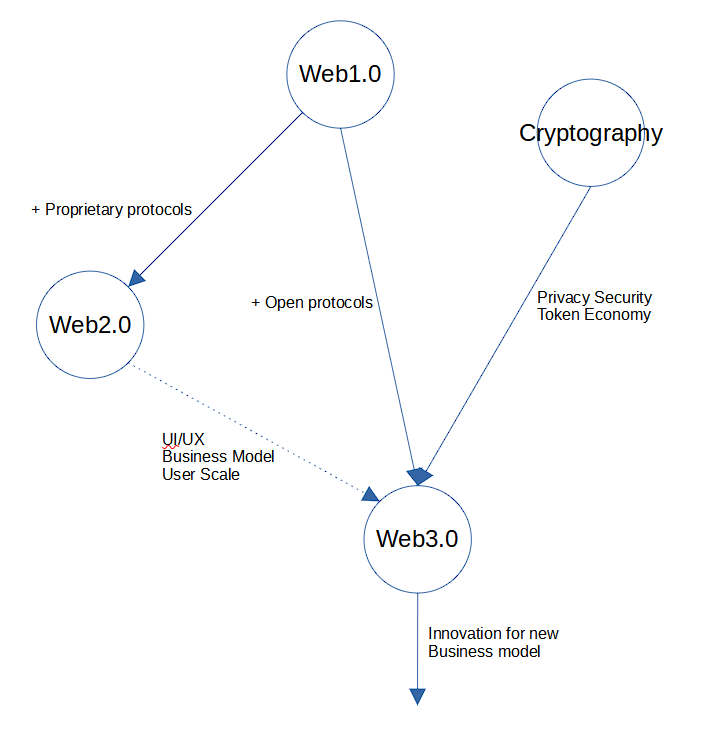 Web1.0
Cryptography
+ Proprietary protocols
+ Open protocols
Privacy Security
Token Economy
Web2.0
UI/UX
Business Model
User Scale
Web3.0
Innovation for new
Business model